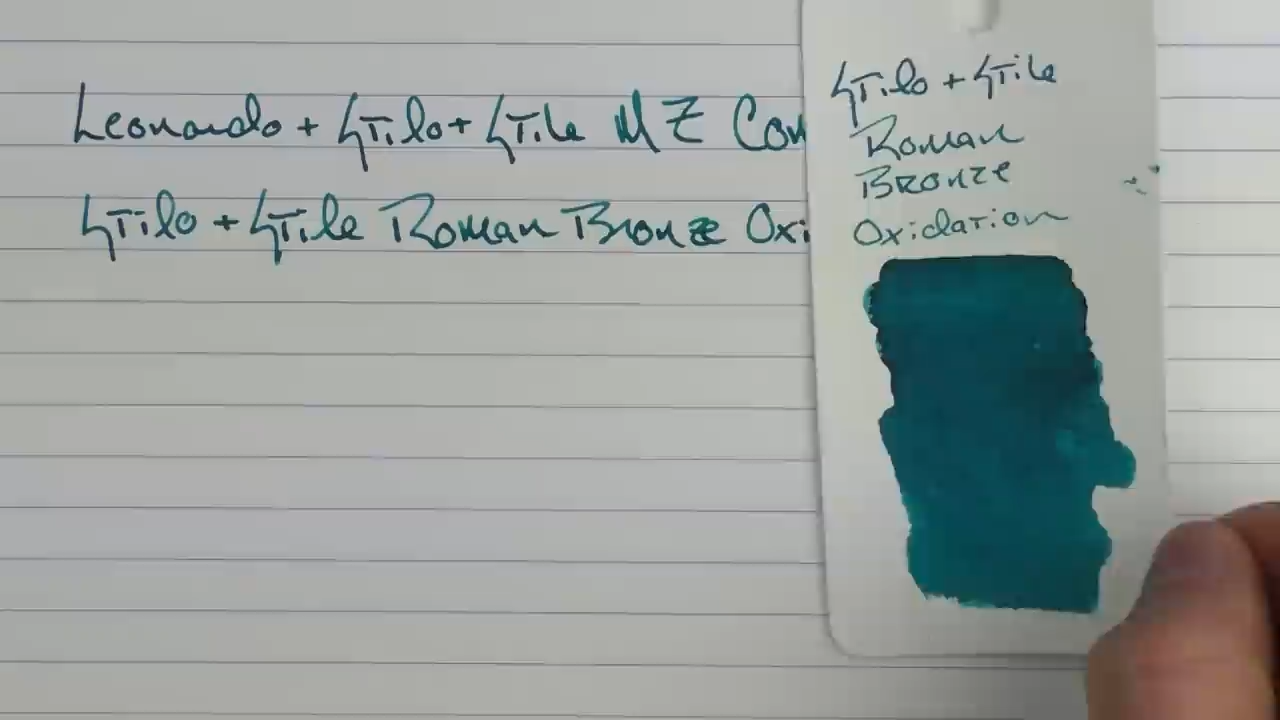 Leonardo + Stilo + Stile MZ Con
Stilo + Stile Roman Bronze Oxi
Stilo + Stile
Roman
Bronze
Oxidation